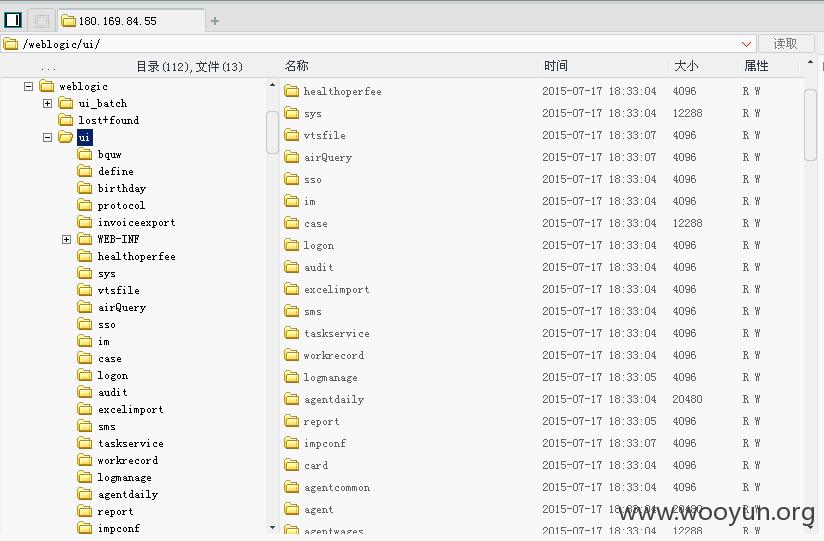 180.169.84.55 +
/weblogic/ui/ 读取
... 目录(112),文件(13) 名称 时间 大小 属性
weblogic
ui_batch
lost+found
ui
bquw
define
birthday
protocol
invoiceexport
WEB-INF
healthoperfee
sys
vtsfile
airQuery
sso
im
case
logon
audit
excelimport
sms
taskservice
workrecord
logmanage
agentdaily
report
impconf
healthoperfee 2015-07-17 18:33:04 4096 R W
sys 2015-07-17 18:33:04 12288 R W
vtsfile 2015-07-17 18:33:07 4096 R W
airQuery 2015-07-17 18:33:07 4096 R W
sso 2015-07-17 18:33:04 4096 R W
im 2015-07-17 18:33:04 4096 R W
case 2015-07-17 18:33:04 12288 R W
logon 2015-07-17 18:33:04 4096 R W
audit 2015-07-17 18:33:04 4096 R W
excelimport 2015-07-17 18:33:04 4096 R W
sms 2015-07-17 18:33:04 4096 R W
taskservice 2015-07-17 18:33:04 4096 R W
workrecord 2015-07-17 18:33:04 4096 R W
logmanage 2015-07-17 18:33:05 4096 R W
agentdaily 2015-07-17 18:33:04 20480 R W
report 2015-07-17 18:33:05 4096 R W
impconf 2015-07-17 18:33:07 4096 R W
card 2015-07-17 18:33:04 4096 R W
agentcommon 2015-07-17 18:33:04 4096 R W
agent 2015-07-17 18:33:04 20480 R W
agentwages 2015-07-17 18:33:04 12288 R W
www.wooyun.org